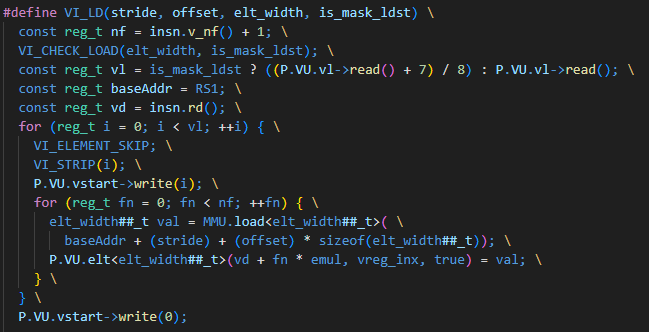 #define VI_LD(stride, offset, elt_width, is_mask_ldst) \
const reg_t nf = insn.v_nf() + 1; \
VI_CHECK_LOAD(elt_width, is_mask_ldst); \
const reg_t vl = is_mask_ldst ? ((P.VU.vl->read() + 7) / 8) : P.VU.vl->read(); \
const reg_t baseAddr = RS1; \
const reg_t vd = insn.rd(); \
for (reg_t i = 0; i < vl; ++i) { \
VI_ELEMENT_SKIP; \
VI_STRIP(i); \
P.VU.vstart->write(i); \
for (reg_t fn = 0; fn < nf; ++fn) { \
elt_width##_t val = MMU.load<elt_width##_t>( \
baseAddr + (stride) + (offset) * sizeof(elt_width##_t)); \
P.VU.elt<elt_width##_t>(vd + fn * emul, vreg_inx, true) = val; \
} \
} \
P.VU.vstart->write(0);